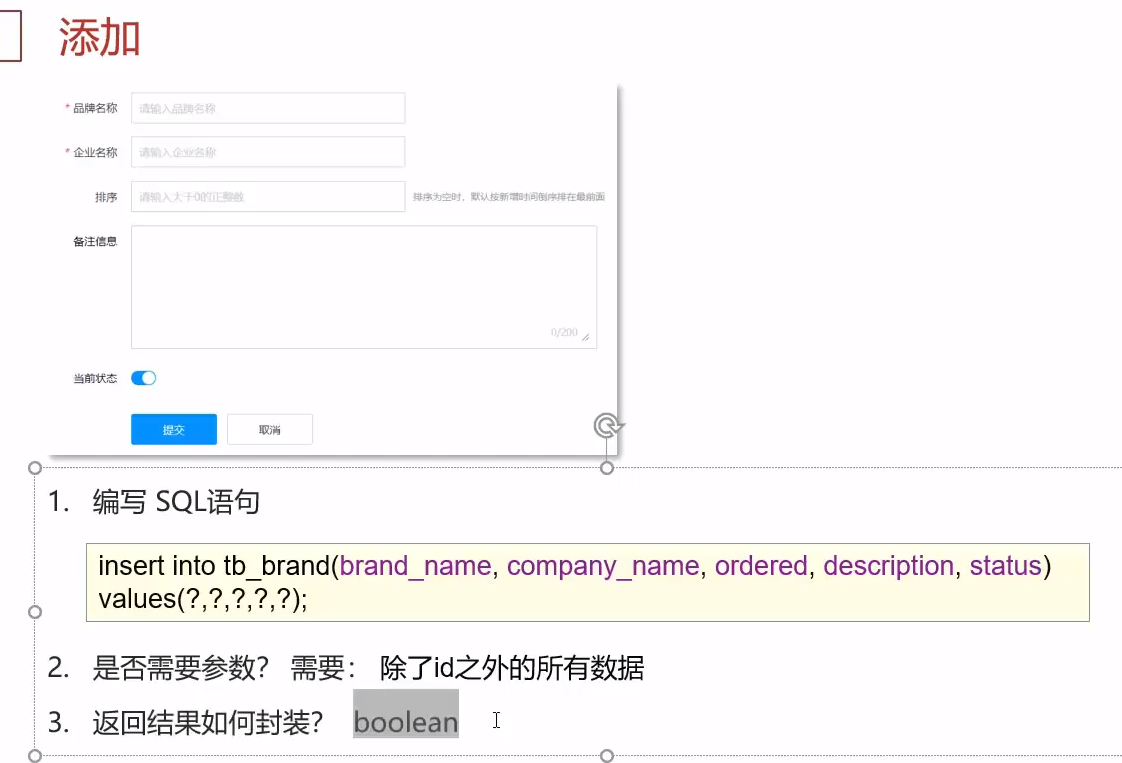 添加
* 品牌名称 请输入品牌名称
* 企业名称 请输入企业名称
排序 请输入大于0的正整数 排序为空时，默认按新增时间倒序排在最前面
备注信息
0/200
当前状态
提交 取消
1. 编写 SQL语句
insert into tb_brand(brand_name, company_name, ordered, description, status)
values(?,?,?,?,?);
2. 是否需要参数？ 需要： 除了id之外的所有数据
3. 返回结果如何封装？ boolean